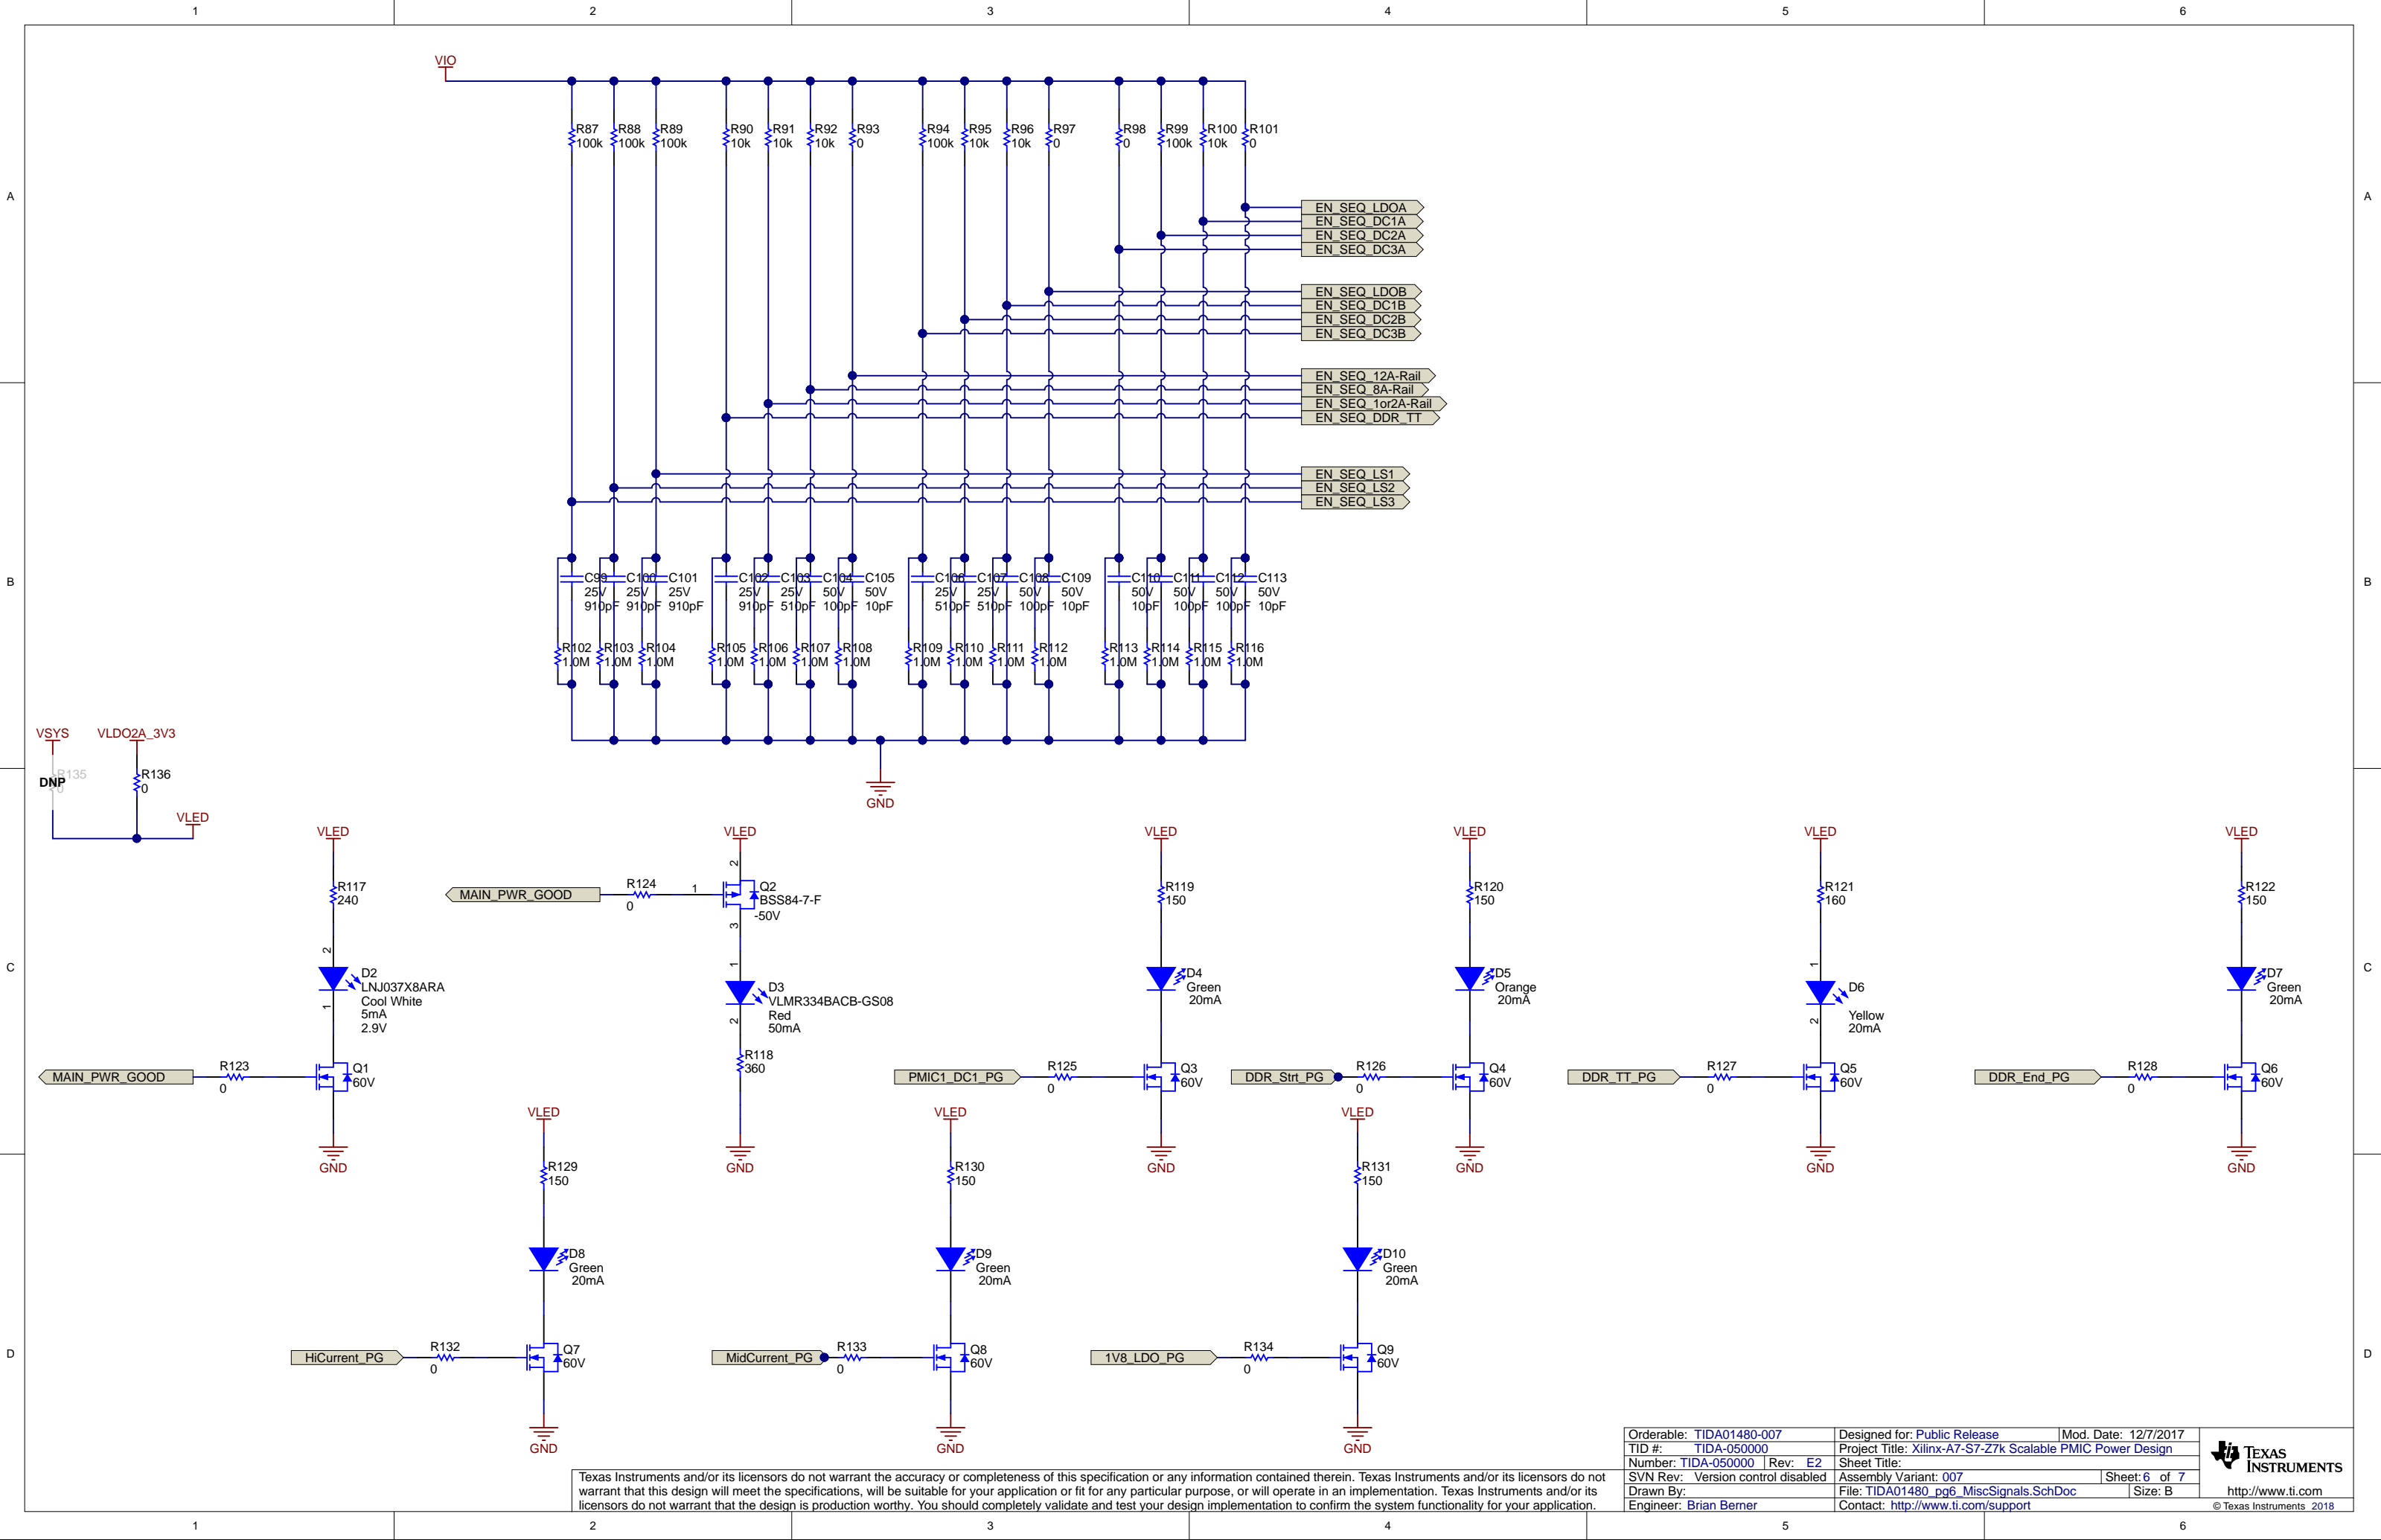 1 2 3 4 5 6
VIO
R87 R88 R89 R90 R91 R92 R93 R94 R95 R96 R97 R98 R99 R100 R101
100k 100k 100k 10k 10k 10k 0 100k 10k 10k 0 0 100k 10k 0
A A
EN_SEQ_LDOA
EN_SEQ_DC1A
EN_SEQ_DC2A
EN_SEQ_DC3A
EN_SEQ_LDOB
EN_SEQ_DC1B
EN_SEQ_DC2B
EN_SEQ_DC3B
EN_SEQ_12A-Rail
EN_SEQ_8A-Rail
EN_SEQ_1or2A-Rail
EN_SEQ_DDR_TT
EN_SEQ_LS1
EN_SEQ_LS2
EN_SEQ_LS3
B B
C99 C100 C101 C102 C103 C104 C105 C106 C107 C108 C109 C110 C111 C112 C113
25V 25V 25V 25V 25V 50V 50V 25V 25V 50V 50V 50V 50V 50V 50V
910pF 910pF 910pF 910pF 510pF 100pF 10pF 510pF 510pF 100pF 10pF 10pF 100pF 100pF 10pF
R102 R103 R104 R105 R106 R107 R108 R109 R110 R111 R112 R113 R114 R115 R116
1.0M 1.0M 1.0M 1.0M 1.0M 1.0M 1.0M 1.0M 1.0M 1.0M 1.0M 1.0M 1.0M 1.0M 1.0M
GND
VSYS VLDO2A_3V3
R135 R136
DNP
0 0
VLED
C C
VLED
R117
240
2
D2
LNJ037X8ARA
Cool White
5mA
2.9V
1
MAIN_PWR_GOOD
R123
0
Q1
60V
GND
VLED
2
MAIN_PWR_GOOD
R124
0
1
Q2
BSS84-7-F
-50V
3
1
D3
VLMR334BACB-GS08
Red
50mA
2
R118
360
GND
VLED
R119
150
D4
Green
20mA
PMIC1_DC1_PG
R125
0
Q3
60V
GND
VLED
R120
150
D5
Orange
20mA
DDR_Strt_PG
R126
0
Q4
60V
GND
VLED
R121
160
1
D6
Yellow
20mA
2
DDR_TT_PG
R127
0
Q5
60V
GND
VLED
R122
150
D7
Green
20mA
DDR_End_PG
R128
0
Q6
60V
GND
D D
VLED
R129
150
D8
Green
20mA
HiCurrent_PG
R132
0
Q7
60V
GND
VLED
R130
150
D9
Green
20mA
MidCurrent_PG
R133
0
Q8
60V
GND
VLED
R131
150
D10
Green
20mA
1V8_LDO_PG
R134
0
Q9
60V
GND
Texas Instruments and/or its licensors do not warrant the accuracy or completeness of this specification or any information contained therein. Texas Instruments and/or its licensors do not
warrant that this design will meet the specifications, will be suitable for your application or fit for any particular purpose, or will operate in an implementation. Texas Instruments and/or its
licensors do not warrant that the design is production worthy. You should completely validate and test your design implementation to confirm the system functionality for your application.
Orderable: TIDA01480-007 Designed for: Public Release Mod. Date: 12/7/2017
TID #: TIDA-050000 Project Title: Xilinx-A7-S7-Z7k Scalable PMIC Power Design
Number: TIDA-050000 Rev: E2 Sheet Title:
SVN Rev: Version control disabled Assembly Variant: 007 Sheet: 6 of 7
Drawn By: File: TIDA01480_pg6_MiscSignals.SchDoc Size: B
Engineer: Brian Berner Contact: http://www.ti.com/support
TEXAS
INSTRUMENTS
http://www.ti.com
© Texas Instruments 2018
1 2 3 4 5 6